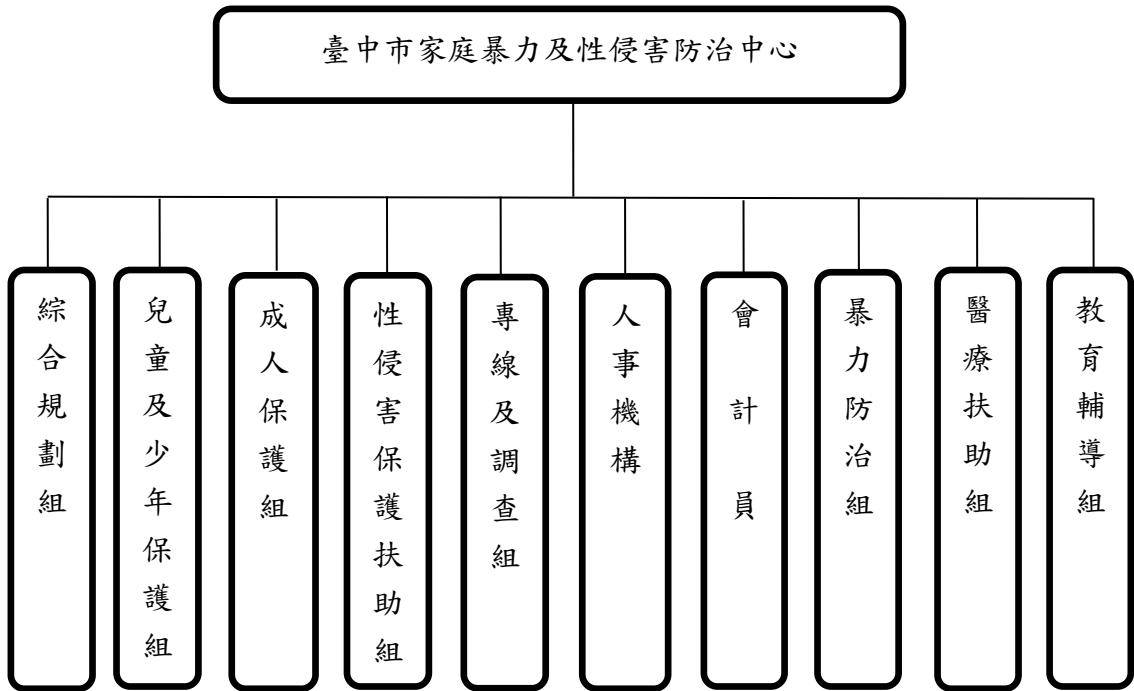 臺中市家庭暴力及性侵害防治中心
綜合規劃組
兒童及少年保護組
成人保護組
性侵害保護扶助組
專線及調查組
人事機構
會計員
暴力防治組
醫療扶助組
教育輔導組